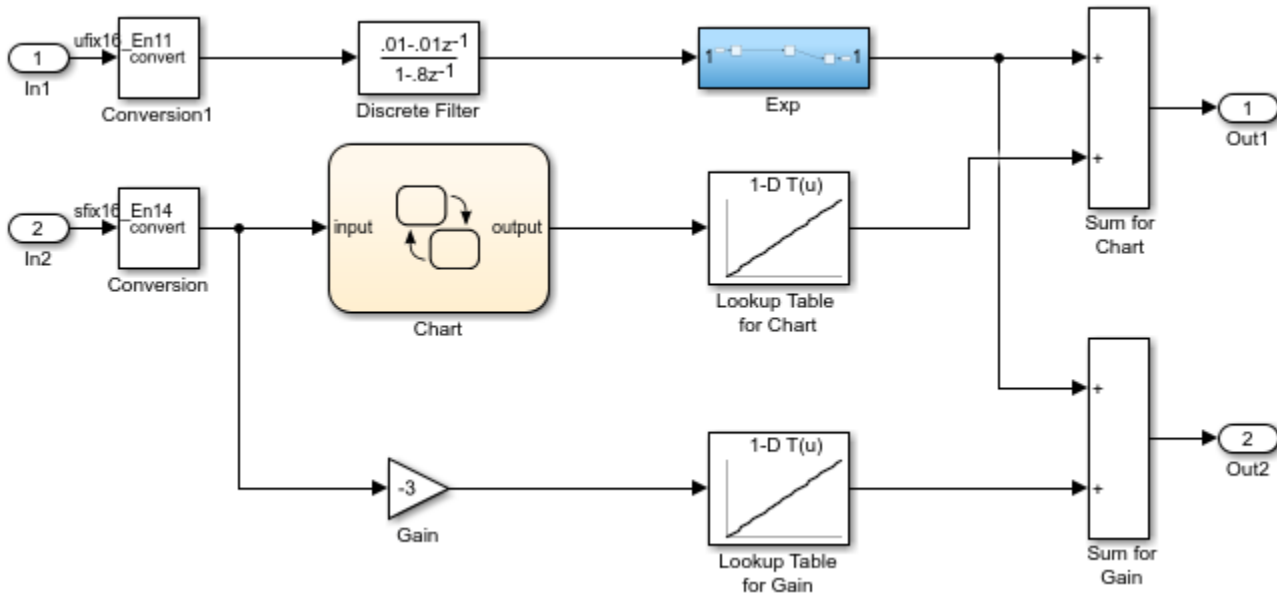 ufix16_En11
1
convert
In1
Conversion1
.01-.01z-1
1-.8z-1
Discrete Filter
1
1
Exp
+
+
Sum for
Chart
1
Out1
sfix16_En14
2
convert
In2
Conversion
input
output
Chart
1-D T(u)
Lookup Table
for Chart
-3
Gain
1-D T(u)
Lookup Table
for Gain
+
+
Sum for
Gain
2
Out2